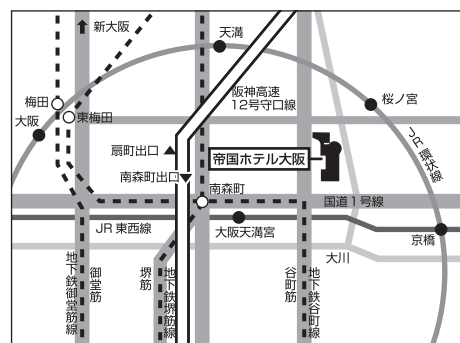 新大阪
天満
梅田
東梅田
大阪
阪神高速
12号守口線
桜ノ宮
JR環状線
扇町出口
帝国ホテル大阪
南森町出口
南森町
国道1号線
JR東西線
大阪天満宮
京橋
大川
地下鉄御堂筋線
御堂筋
堺筋
地下鉄堺筋線
谷町筋
地下鉄谷町線